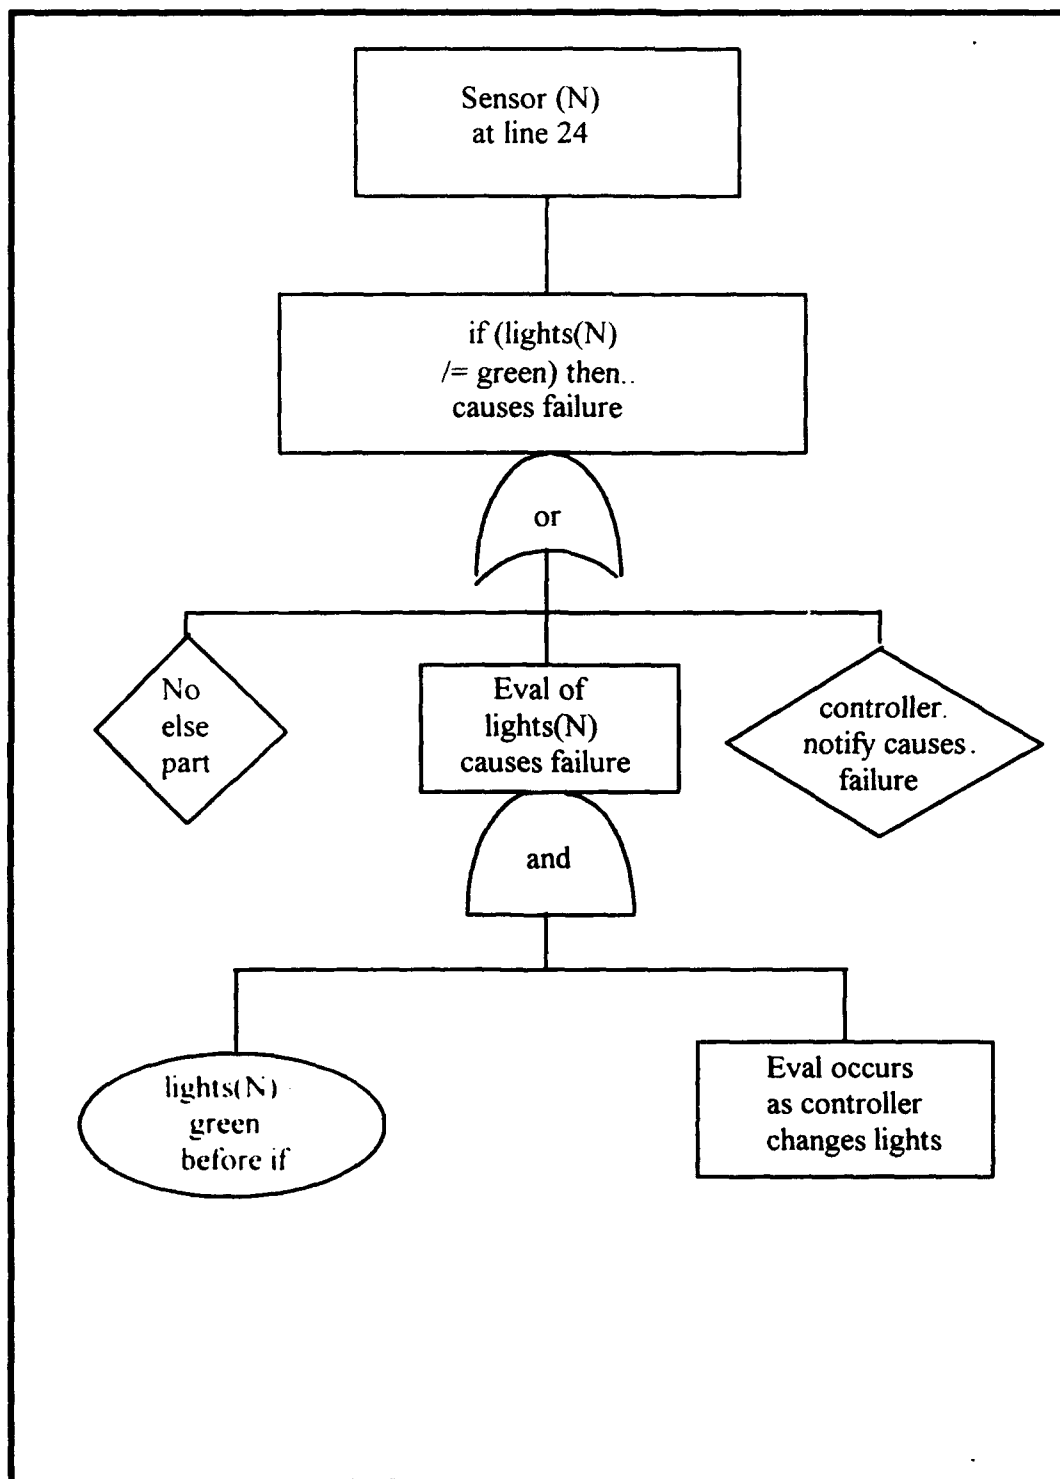 Sensor (N)
at line 24
if (lights(N)
/= green) then..
causes failure
or
No
else
part
Eval of
lights(N)
causes failure
controller.
notify causes.
failure
and
lights(N)
green
before if
Eval occurs
as controller
changes lights